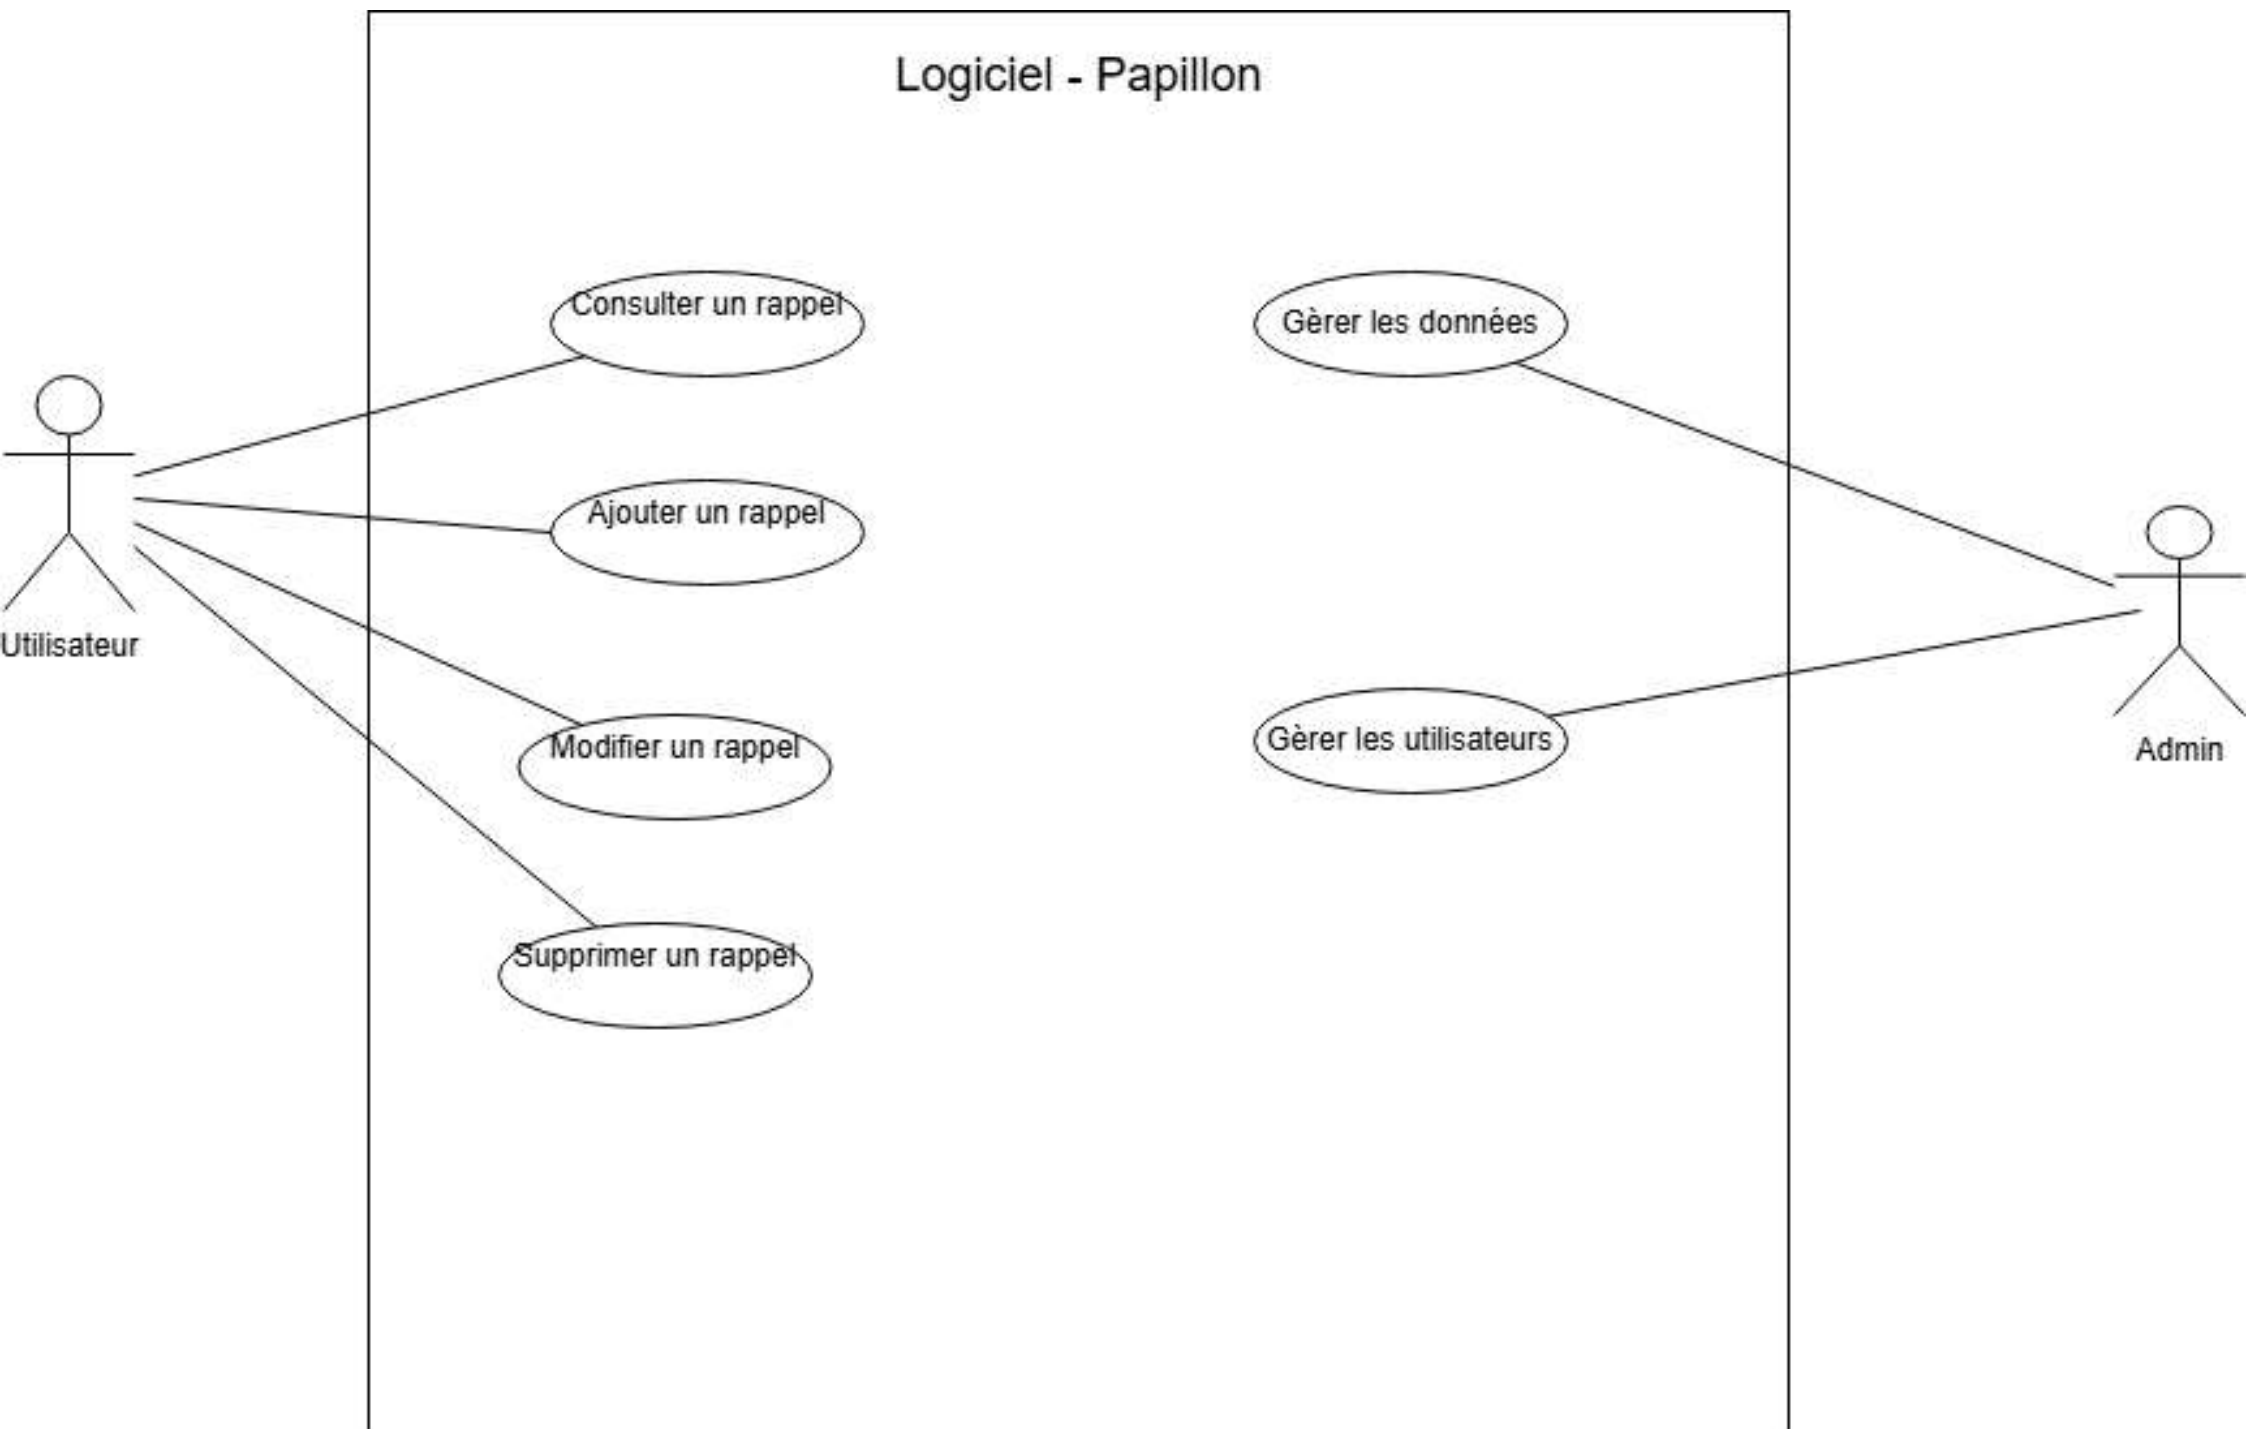 Logiciel - Papillon
Consulter un rappel
Gèrer les données
Ajouter un rappel
Utilisateur
Modifier un rappel
Gèrer les utilisateurs
Admin
Supprimer un rappel